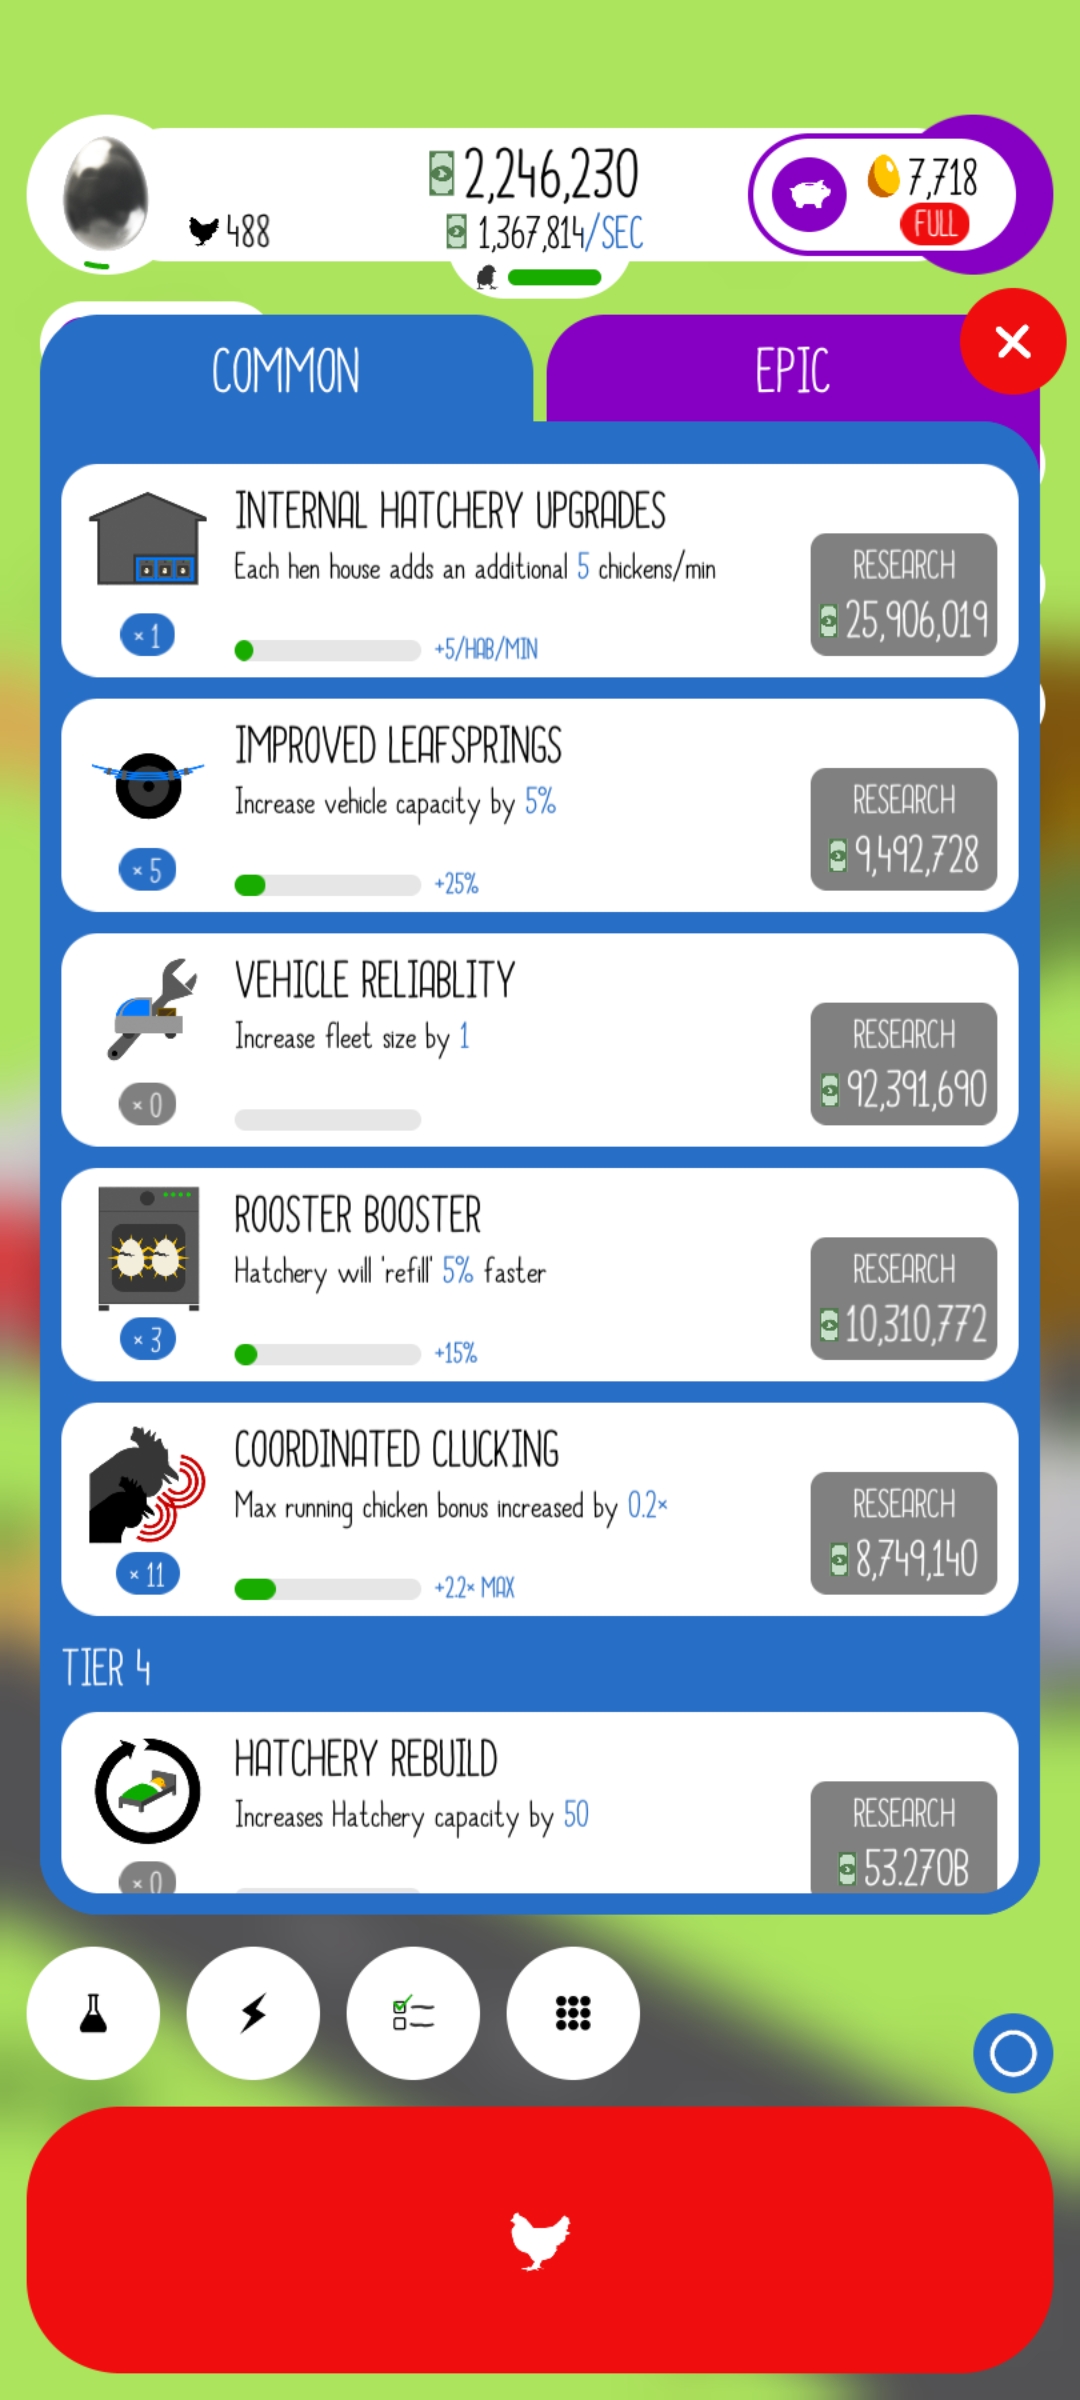 2,246,230
488
1,367,814/SEC
7,718
FULL
COMMON
EPIC
INTERNAL HATCHERY UPGRADES
Each hen house adds an additional 5 chickens/min
× 1
+5/HAB/MIN
RESEARCH
25,906,019
IMPROVED LEAFSPRINGS
Increase vehicle capacity by 5%
× 5
+25%
RESEARCH
9,492,728
VEHICLE RELIABLITY
Increase fleet size by 1
× 0
RESEARCH
92,391,690
ROOSTER BOOSTER
Hatchery will 'refill' 5% faster
× 3
+15%
RESEARCH
10,310,772
COORDINATED CLUCKING
Max running chicken bonus increased by 0.2×
× 11
+2.2× MAX
RESEARCH
8,749,140
TIER 4
HATCHERY REBUILD
Increases Hatchery capacity by 50
× 0
RESEARCH
53.270B